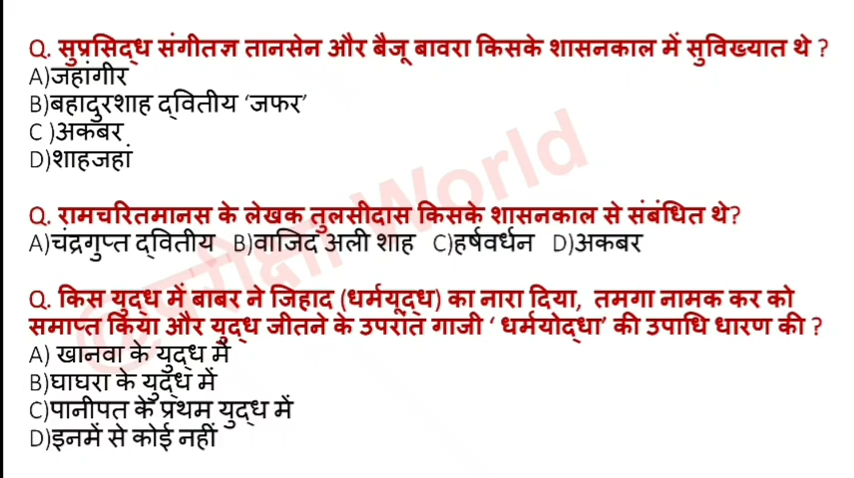 Q. सुप्रसिद्ध संगीतज्ञ तानसेन और बैजू बावरा किसके शासनकाल में सुविख्यात थे ?
A)जहांगीर
B)बहादुरशाह द्वितीय ‘जफर’
C )अकबर
D)शाहजहां
Q. रामचरितमानस के लेखक तुलसीदास किसके शासनकाल से संबंधित थे?
A)चंद्रगुप्त द्वितीय B)वाजिद अली शाह C)हर्षवर्धन D)अकबर
Q. किस युद्ध में बाबर ने जिहाद (धर्मयूद्ध) का नारा दिया, तमगा नामक कर को
समाप्त किया और युद्ध जीतने के उपरांत गाजी ‘ धर्मयोद्धा’ की उपाधि धारण की ?
A) खानवा के युद्ध में
B)घाघरा के युद्ध में
C)पानीपत के प्रथम युद्ध में
D)इनमें से कोई नहीं
@परीक्षा World